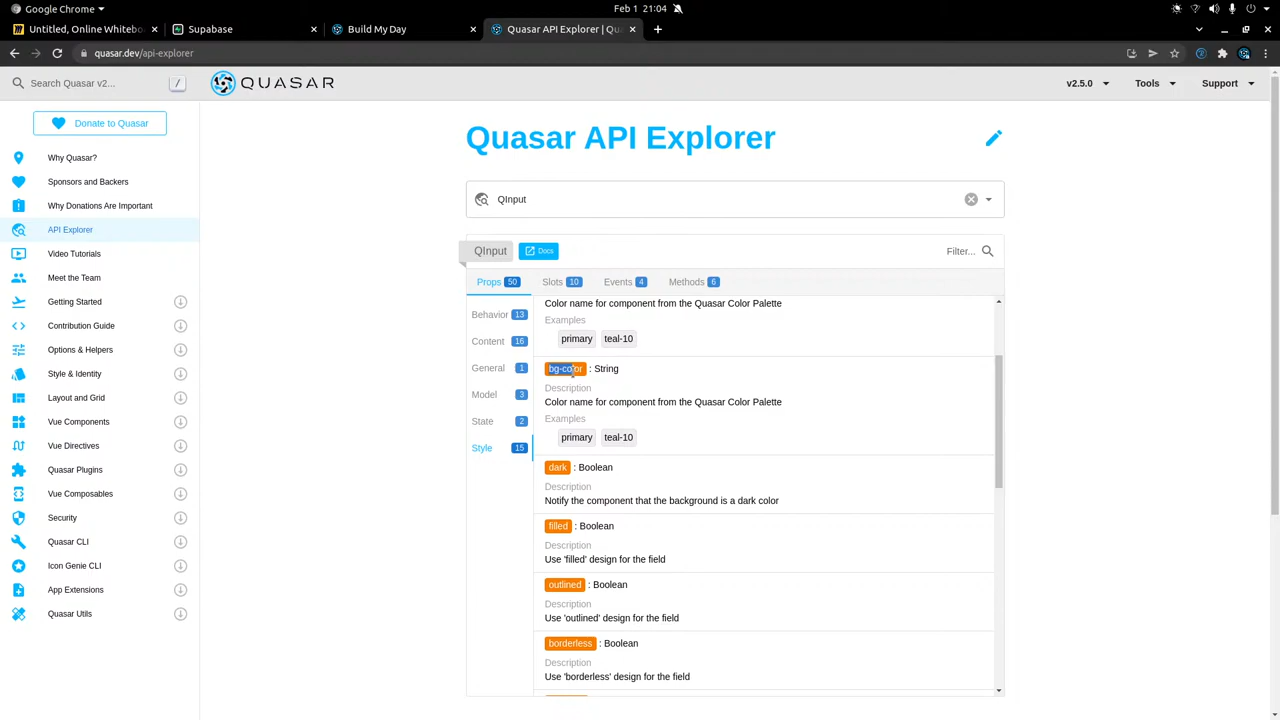 Google Chrome
Feb 1 21:04
Untitled, Online Whitebo
Supabase
Build My Day
Quasar API Explorer | Qu
quasar.dev/api-explorer
Search Quasar v2...
/
QUASAR
v2.5.0
Tools
Support
Donate to Quasar
Why Quasar?
Sponsors and Backers
Why Donations Are Important
API Explorer
Video Tutorials
Meet the Team
Getting Started
Contribution Guide
Options & Helpers
Style & Identity
Layout and Grid
Vue Components
Vue Directives
Quasar Plugins
Vue Composables
Security
Quasar CLI
Icon Genie CLI
App Extensions
Quasar Utils
Quasar API Explorer
QInput
QInput
Docs
Filter...
Props 50
Slots 10
Events 4
Methods 6
Behavior 13
Content 16
General 1
Model 3
State 2
Style 15
Color name for component from the Quasar Color Palette
Examples
primary teal-10
bg-color : String
Description
Color name for component from the Quasar Color Palette
Examples
primary teal-10
dark : Boolean
Description
Notify the component that the background is a dark color
filled : Boolean
Description
Use 'filled' design for the field
outlined : Boolean
Description
Use 'outlined' design for the field
borderless : Boolean
Description
Use 'borderless' design for the field